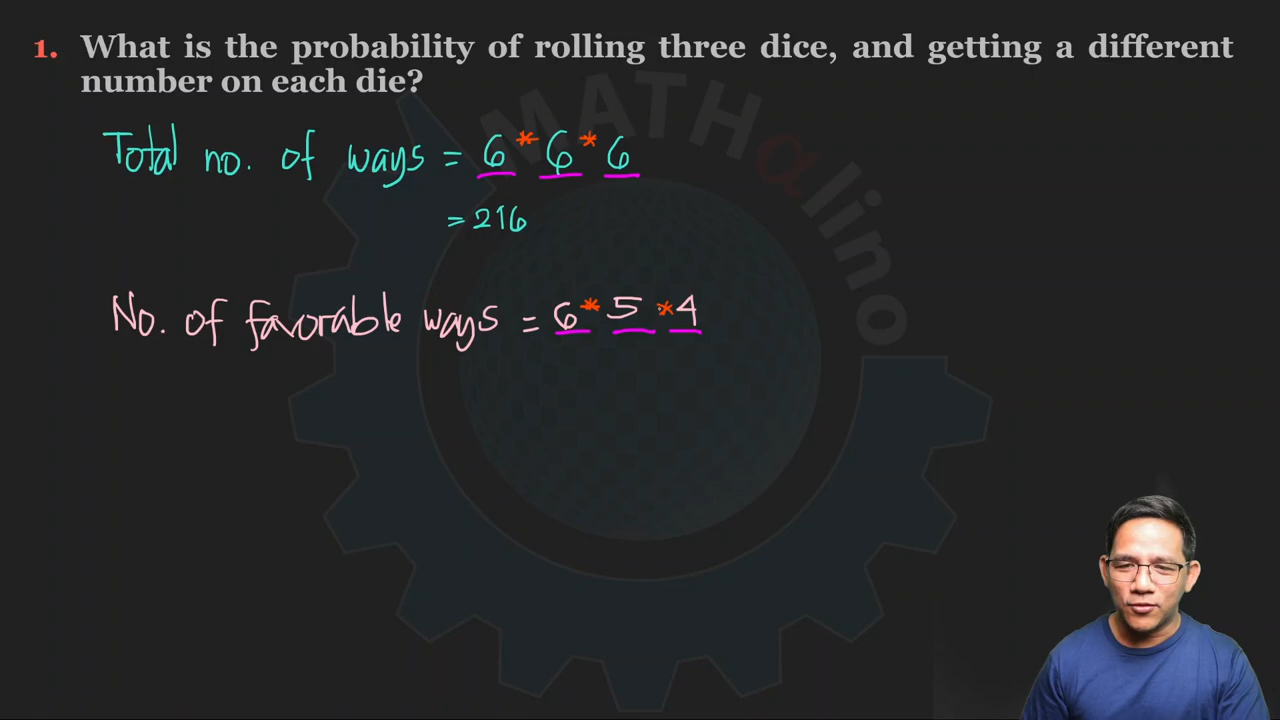 1. What is the probability of rolling three dice, and getting a different
number on each die?
MATHalino
Total no. of ways = 6 * 6 * 6
= 216
No. of favorable ways = 6 * 5 * 4